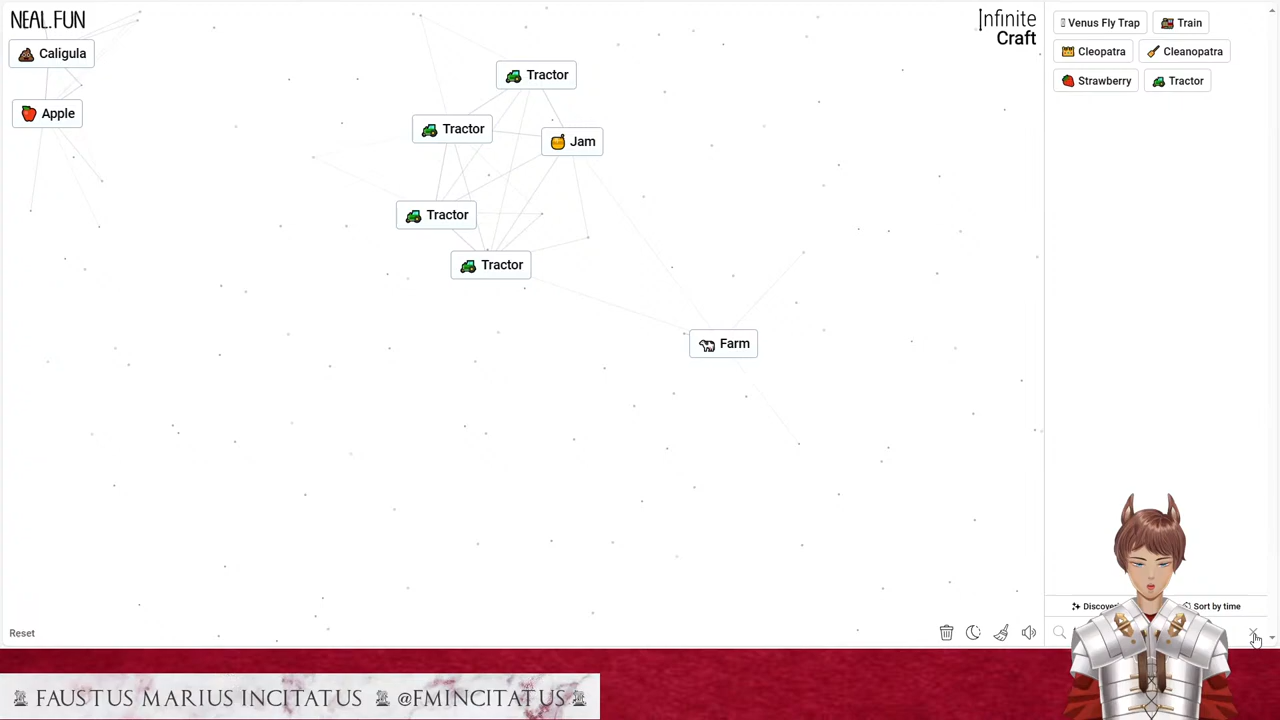 NEAL.FUN
Infinite
Craft
Caligula
Apple
Tractor
Tractor
Jam
Tractor
Tractor
Farm
Venus Fly Trap
Train
Cleopatra
Cleanopatra
Strawberry
Tractor
Sort by time
Reset
FAUSTUS MARIUS INCITATUS @FMINCITATUS